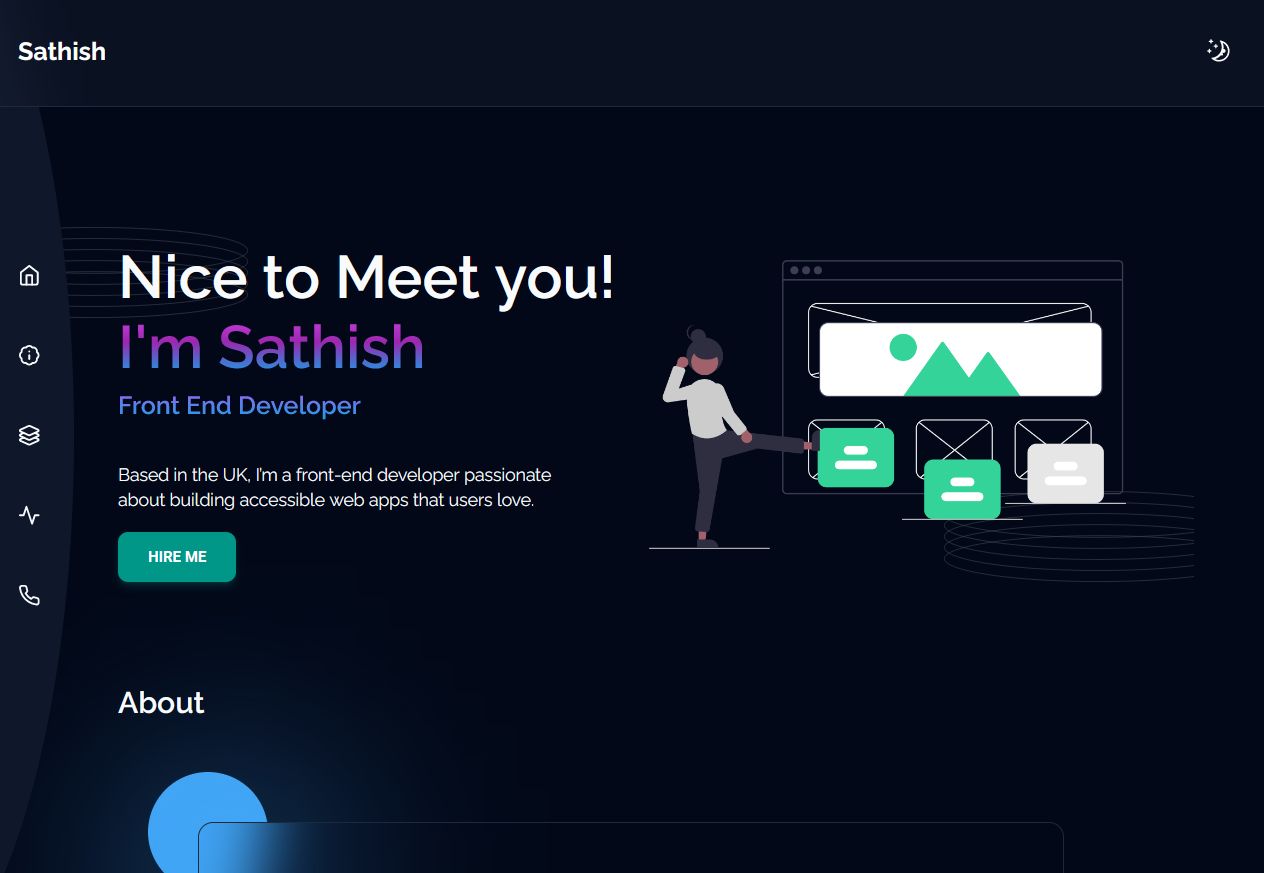 Sathish
Nice to Meet you!
I'm Sathish
Front End Developer
Based in the UK, I'm a front-end developer passionate
about building accessible web apps that users love.
HIRE ME
About